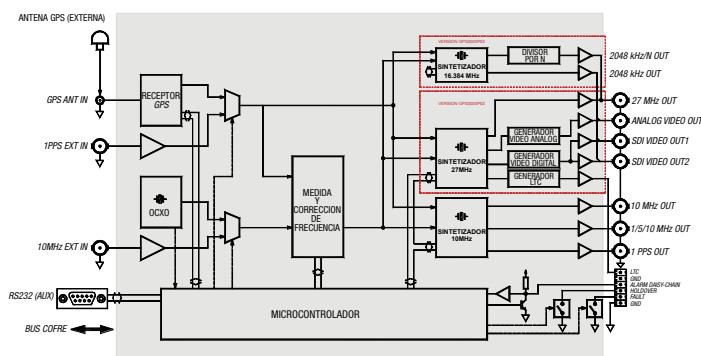 ANTENA GPS (EXTERNA)
GPS ANT IN
1PPS EXT IN
10MHz EXT IN
RS232 (AUX)
BUS COFRE
RECEPTOR
GPS
OCXO
MEDIDA
Y
CORRECCION
DE
FRECUENCIA
MICROCONTROLADOR
SINTETIZADOR
16.384 MHz
DIVISOR
POR N
2048 kHz/N OUT
2048 kHz OUT
SINTETIZADOR
27MHz
GENERADOR
VIDEO ANALOG
GENERADOR
VIDEO DIGITAL
GENERADOR
LTC
27 MHz OUT
ANALOG VIDEO OUT
SDI VIDEO OUT1
SDI VIDEO OUT2
SINTETIZADOR
10MHz
10 MHz OUT
1/5/10 MHz OUT
1 PPS OUT
LTC
GND
ALARM DAISY-CHAIN
HOLDOVER
FAULT
GND